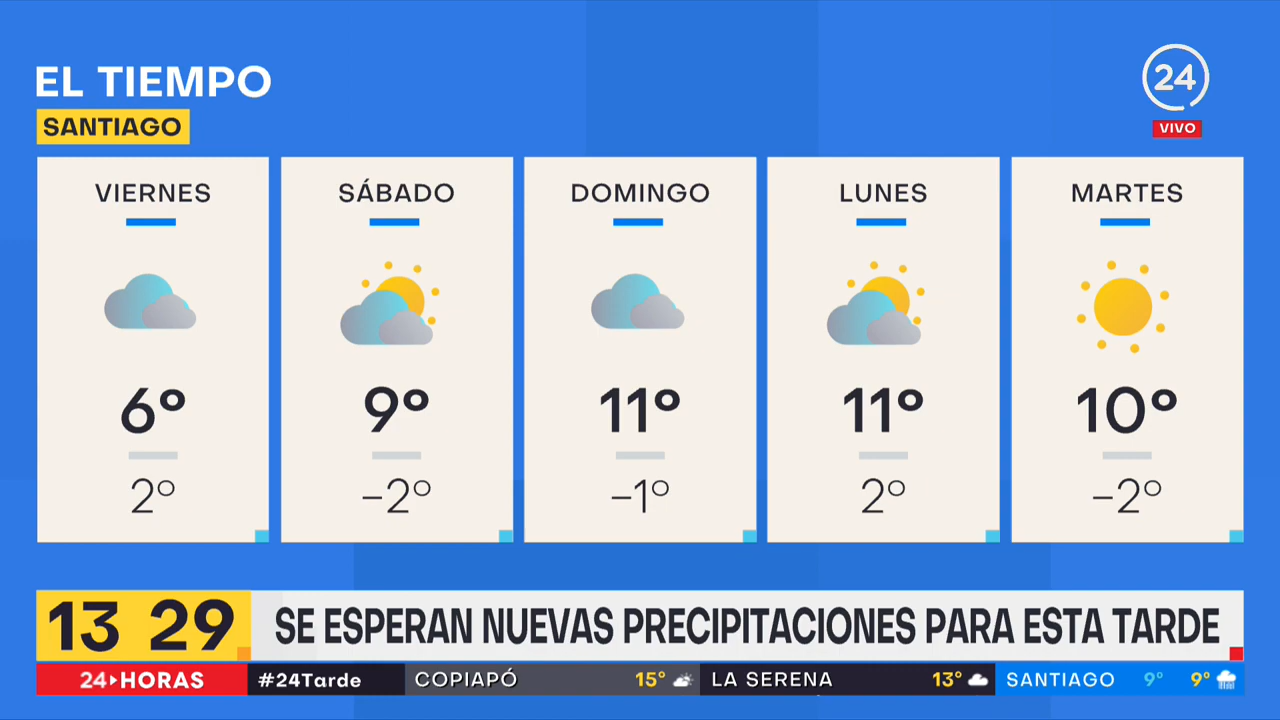 EL TIEMPO
24
SANTIAGO
VIVO
VIERNES SÁBADO DOMINGO LUNES MARTES
6° 9° 11° 11° 10°
2° -2° -1° 2° -2°
13 29 SE ESPERAN NUEVAS PRECIPITACIONES PARA ESTA TARDE
24 HORAS #24Tarde COPIAPÓ 15° LA SERENA 13° SANTIAGO 9° 9°